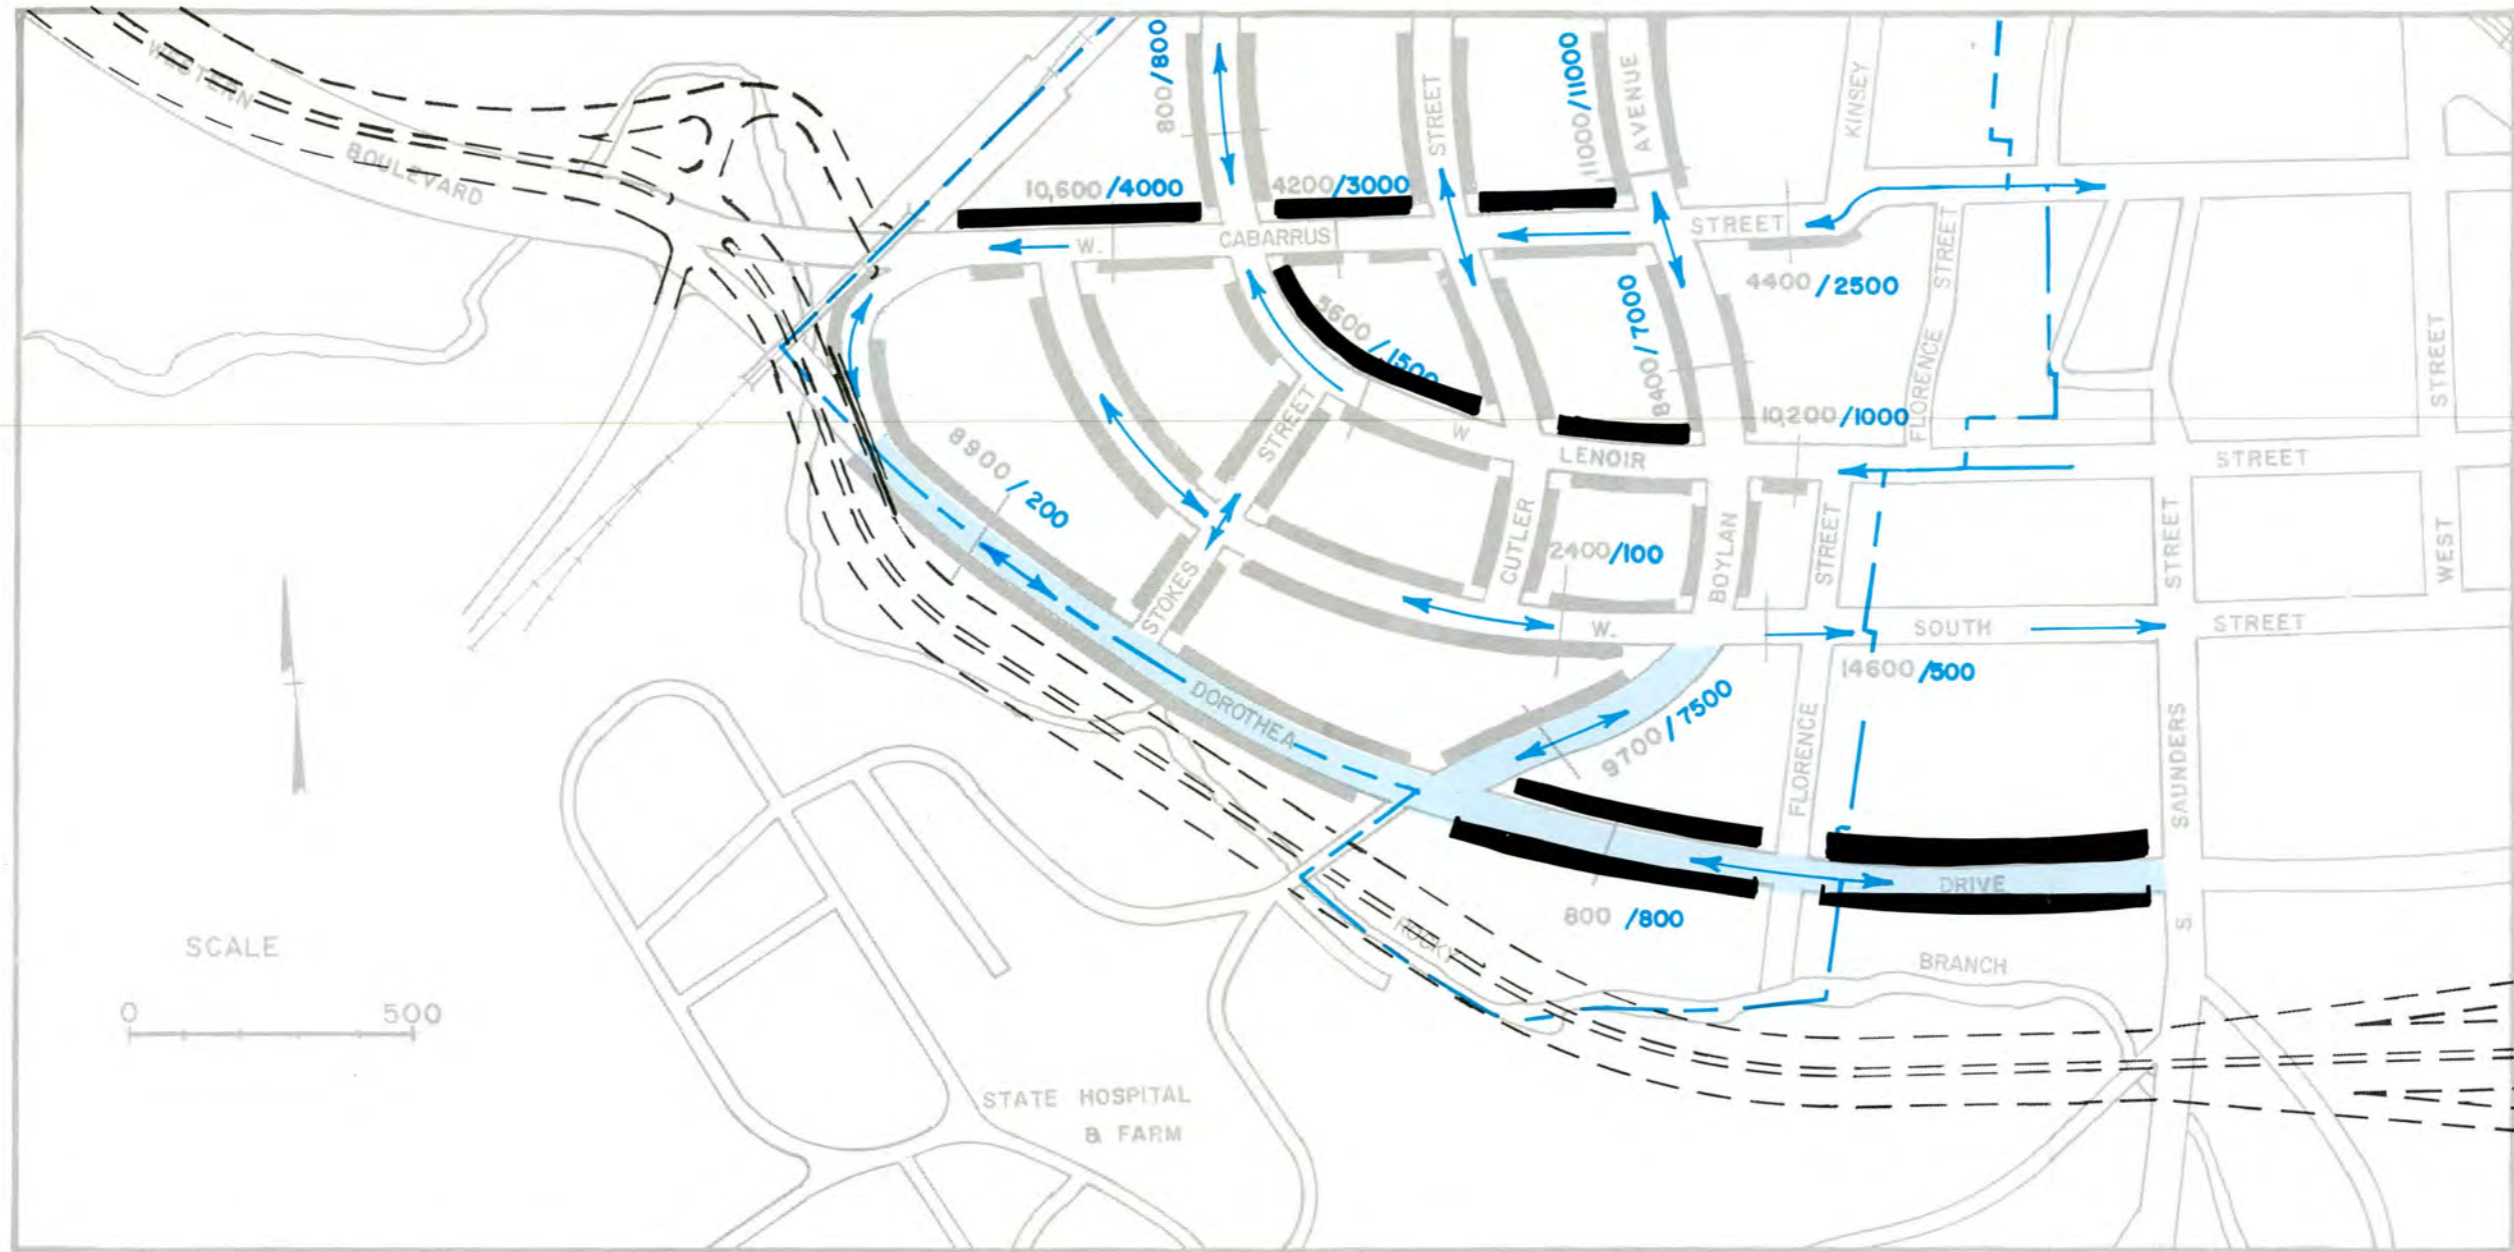 WESTERN
BOULEVARD
800/800
STREET
11000/11000
AVENUE
KINSEY
10,600/4000
4200/3000
W.
CABARRUS
STREET
4400/2500
STREET
FLORENCE
STREET
/1500
8400/7000
10,200/1000
STREET
W
LENOIR
STREET
8900/200
CUTLER
2400/100
BOYLAN
STREET
STREET
WEST
STOKES
W.
SOUTH
STREET
14600/500
DOROTHEA
9700/7500
FLORENCE
SAUNDERS
DRIVE
800/800
S
ROCKY
BRANCH
SCALE
0 500
STATE HOSPITAL
& FARM